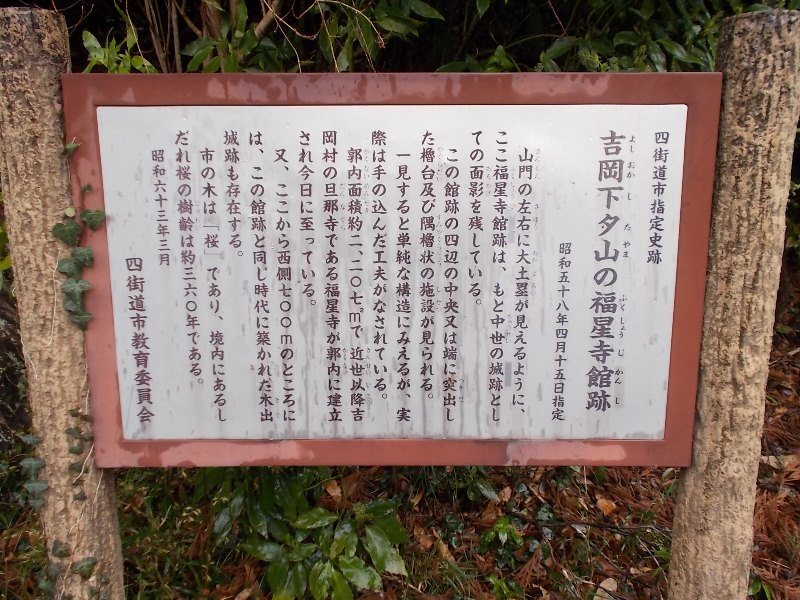 四街道市指定史跡
吉岡下夕山の福星寺館跡
昭和五十八年四月十五日指定
山門の左右に大土塁が見えるように、
ここ福星寺館跡は、もと中世の城跡とし
ての面影を残している。
この館跡の四辺の中央又は端に突出し
た櫓台及び隅櫓状の施設が見られる。
一見すると単純な構造にみえるが、実
際は手の込んだ工夫がなされている。
郭内面積約二、二〇七㎡で、近世以降吉
岡村の旦那寺である福星寺が郭内に建立
され今日に至っている。
又、ここから西側七〇〇mのところに
は、この館跡と同じ時代に築かれた木出
城跡も存在する。
市の木は「桜」であり、境内にあるし
だれ桜の樹齢は約三六〇年である。
昭和六十三年三月
四街道市教育委員会